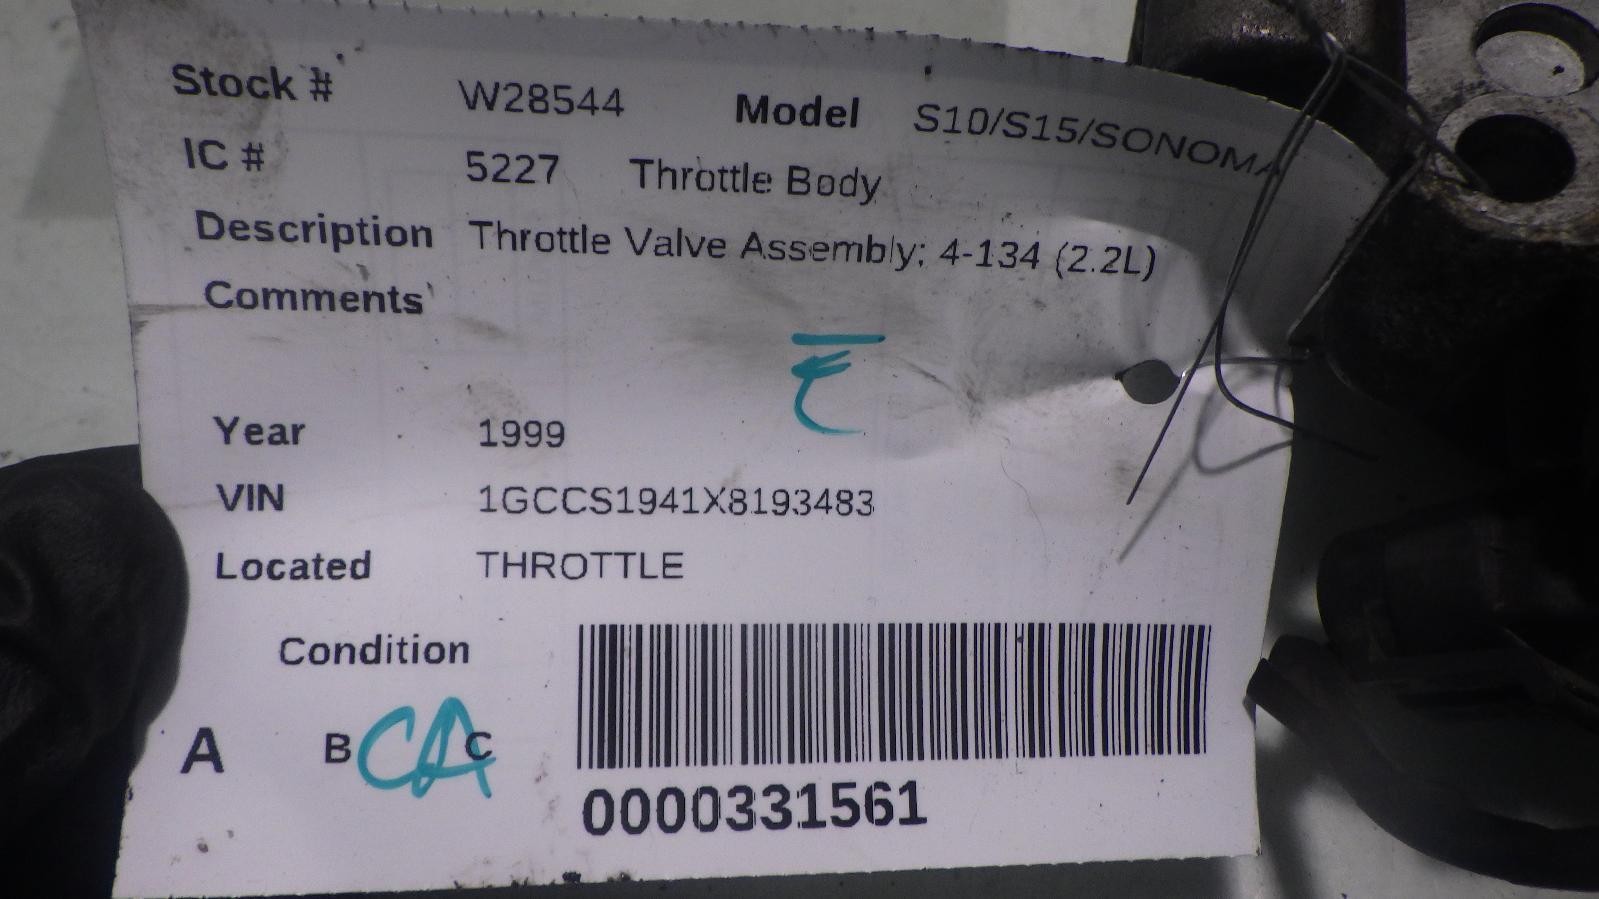 Stock # W28544 Model S10/S15/SONOMA
IC # 5227 Throttle Body
Description Throttle Valve Assembly; 4-134 (2.2L)
Comments
Year 1999
VIN 1GCCS1941X8193483
Located THROTTLE
Condition
A B C
CA
0000331561